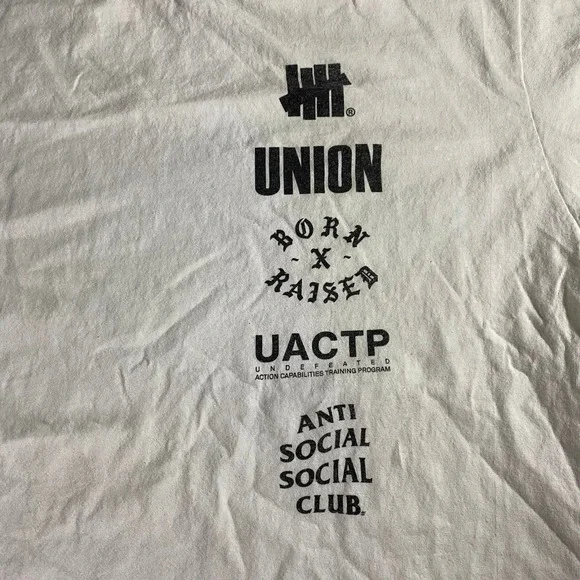 ®
UNION
BORN
- X -
RAISED
UACTP
UNDEFEATED
ACTION CAPABILITIES TRAINING PROGRAM
ANTI
SOCIAL
SOCIAL
CLUB.